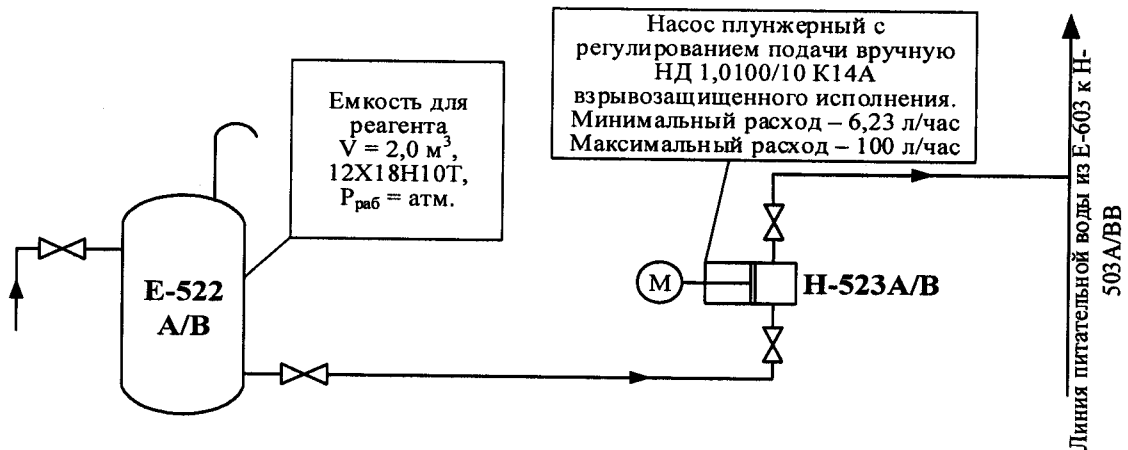 Насос плунжерный с
регулированием подачи вручную
НД 1,0100/10 К14А
взрывозащищенного исполнения.
Минимальный расход – 6,23 л/час
Максимальный расход – 100 л/час
Емкость для
реагента
V = 2,0 м³,
12Х18Н10Т,
Рраб = атм.
Е-522
А/В
М
Н-523А/В
Линия питательной воды из Е-603 к Н-
503А/ВВ